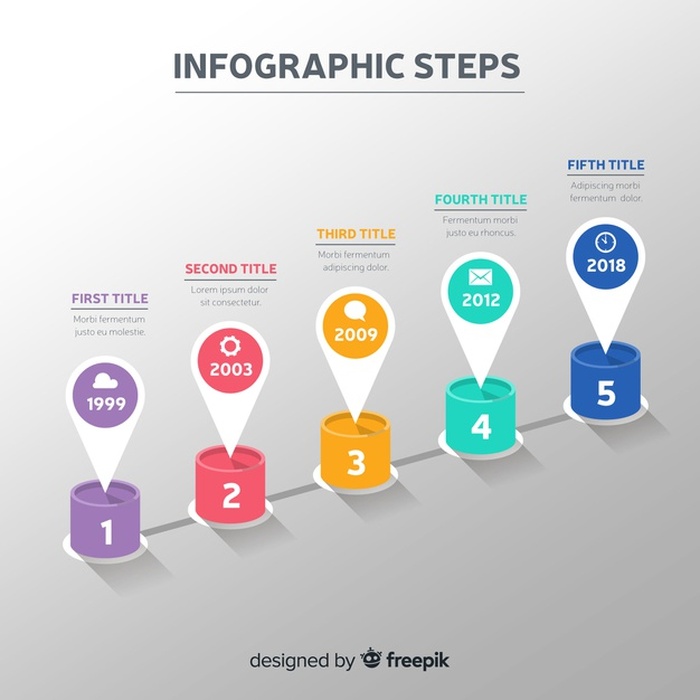 INFOGRAPHIC STEPS
FIRST TITLE
Morbi fermentum
justo eu molestie.
1999
1
SECOND TITLE
Lorem ipsum dolor
sit consectetur.
2003
2
THIRD TITLE
Morbi fermentum
adipiscing dolor.
2009
3
FOURTH TITLE
Fermentum morbi
justo eu rhoncus.
2012
4
FIFTH TITLE
Adipiscing morbi
fermentum dolor.
2018
5
designed by freepik